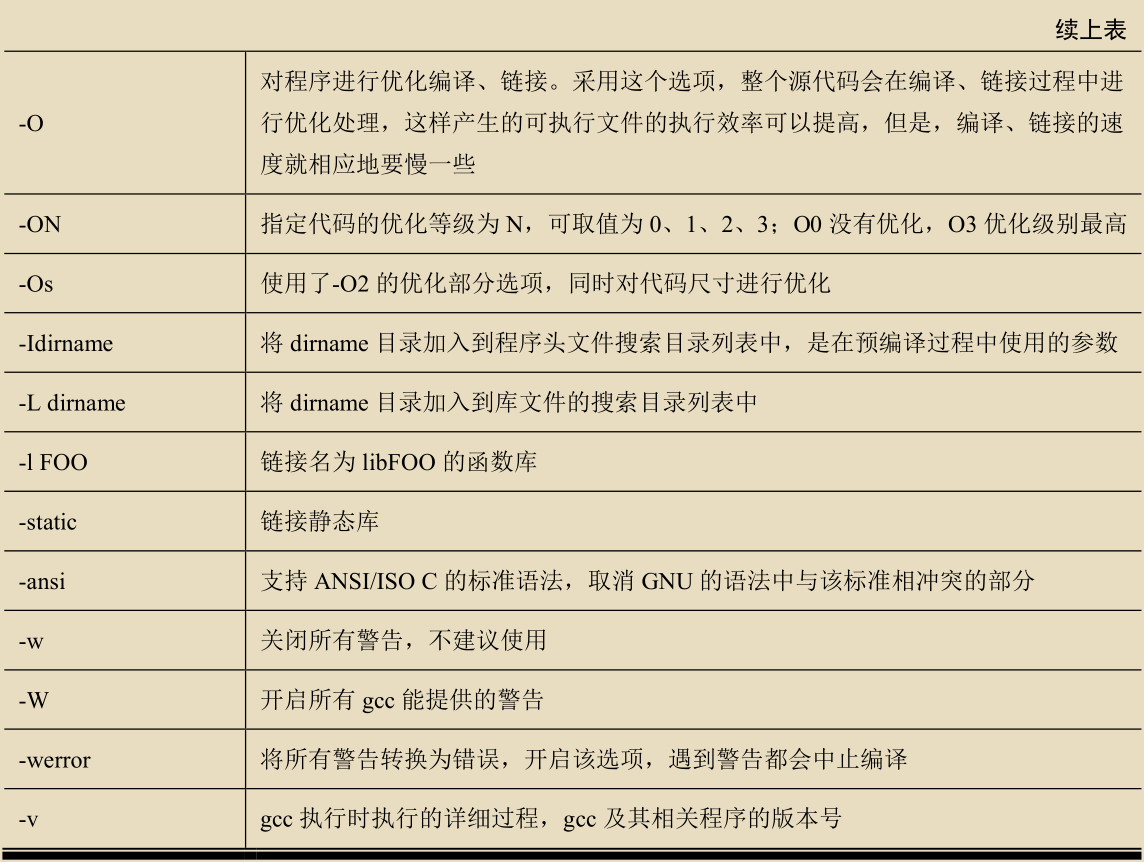 续上表
-O
对程序进行优化编译、链接。采用这个选项，整个源代码会在编译、链接过程中进
行优化处理，这样产生的可执行文件的执行效率可以提高，但是，编译、链接的速
度就相应地要慢一些
-ON
指定代码的优化等级为 N，可取值为 0、1、2、3；O0 没有优化，O3 优化级别最高
-Os
使用了-O2 的优化部分选项，同时对代码尺寸进行优化
-Idirname
将 dirname 目录加入到程序头文件搜索目录列表中，是在预编译过程中使用的参数
-L dirname
将 dirname 目录加入到库文件的搜索目录列表中
-l FOO
链接名为 libFOO 的函数库
-static
链接静态库
-ansi
支持 ANSI/ISO C 的标准语法，取消 GNU 的语法中与该标准相冲突的部分
-w
关闭所有警告，不建议使用
-W
开启所有 gcc 能提供的警告
-werror
将所有警告转换为错误，开启该选项，遇到警告都会中止编译
-v
gcc 执行时执行的详细过程，gcc 及其相关程序的版本号